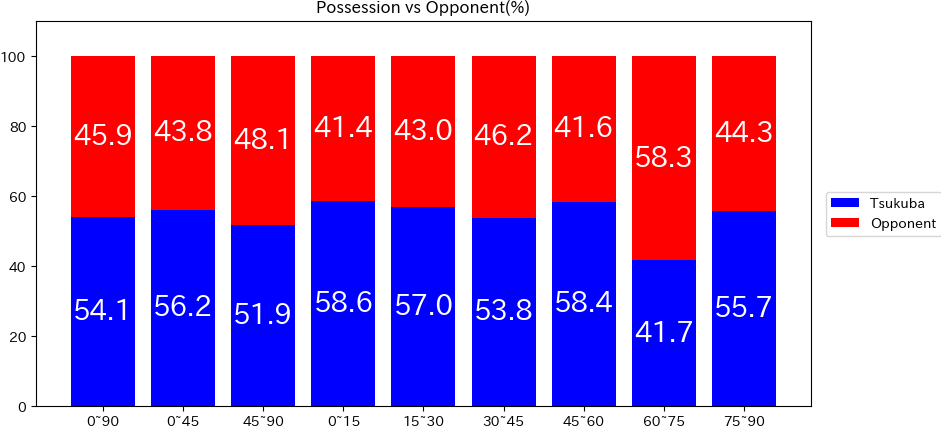 Possession vs Opponent(%)
100
80
60
40
20
0
45.9 43.8 48.1 41.4 43.0 46.2 41.6 58.3 44.3
54.1 56.2 51.9 58.6 57.0 53.8 58.4 41.7 55.7
0~90 0~45 45~90 0~15 15~30 30~45 45~60 60~75 75~90
Tsukuba
Opponent